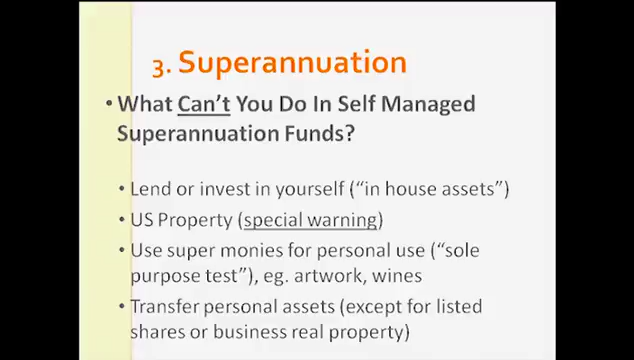 3. Superannuation
• What Can't You Do In Self Managed
Superannuation Funds?
• Lend or invest in yourself ("in house assets")
• US Property (special warning)
• Use super monies for personal use ("sole
purpose test"), eg. artwork, wines
• Transfer personal assets (except for listed
shares or business real property)